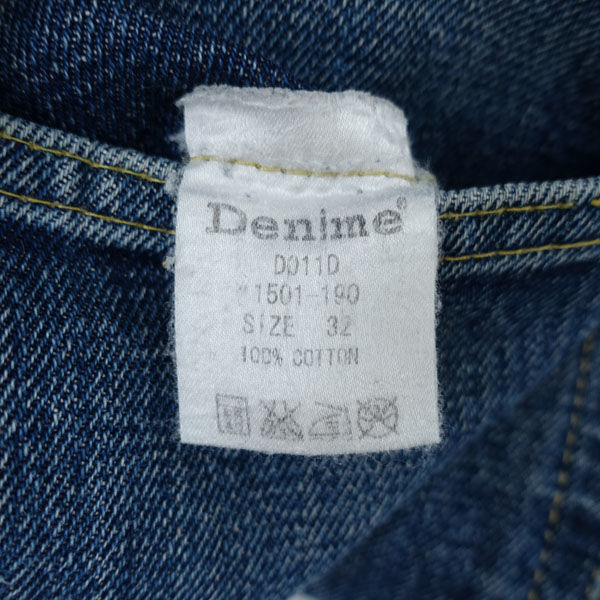 Denime®
D011D
#1501-190
SIZE 32
100% COTTON